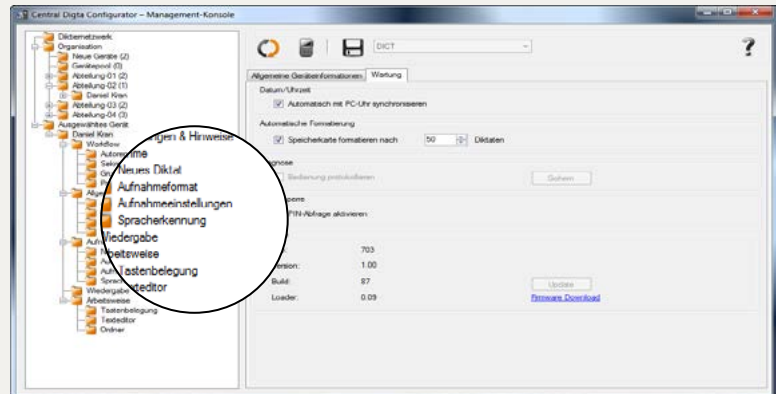 Central Digta Configurator – Management-Konsole
Diktiernetzwerk
Organisation
Neue Geräte (2)
Gerätepool (0)
Abteilung-01 (2)
Abteilung-02 (1)
Daniel Kran
Abteilung-03 (2)
Abteilung-04 (3)
Ausgewähltes Gerät
Daniel Kran
Workflow
ngen & Hinweise
Neues Diktat
Aufnahmeformat
Aufnahmeeinstellungen
Spracherkennung
Wiedergabe
Arbeitsweise
Tastenbelegung
Texteditor
Wiedergabe
Arbeitsweise
Tastenbelegung
Texteditor
Ordner
DICT
?
Allgemeine Geräteinformationen
Wartung
Datum/Uhrzeit
Automatisch mit PC-Uhr synchronisieren
Automatische Formatierung
Speicherkarte formatieren nach 50 Diktaten
gnose
Bedienung protokollieren
Sichern
perre
PIN-Abfrage aktivieren
703
ersion: 1.00
Build: 87
Update
Loader: 0.09
Firmware Download